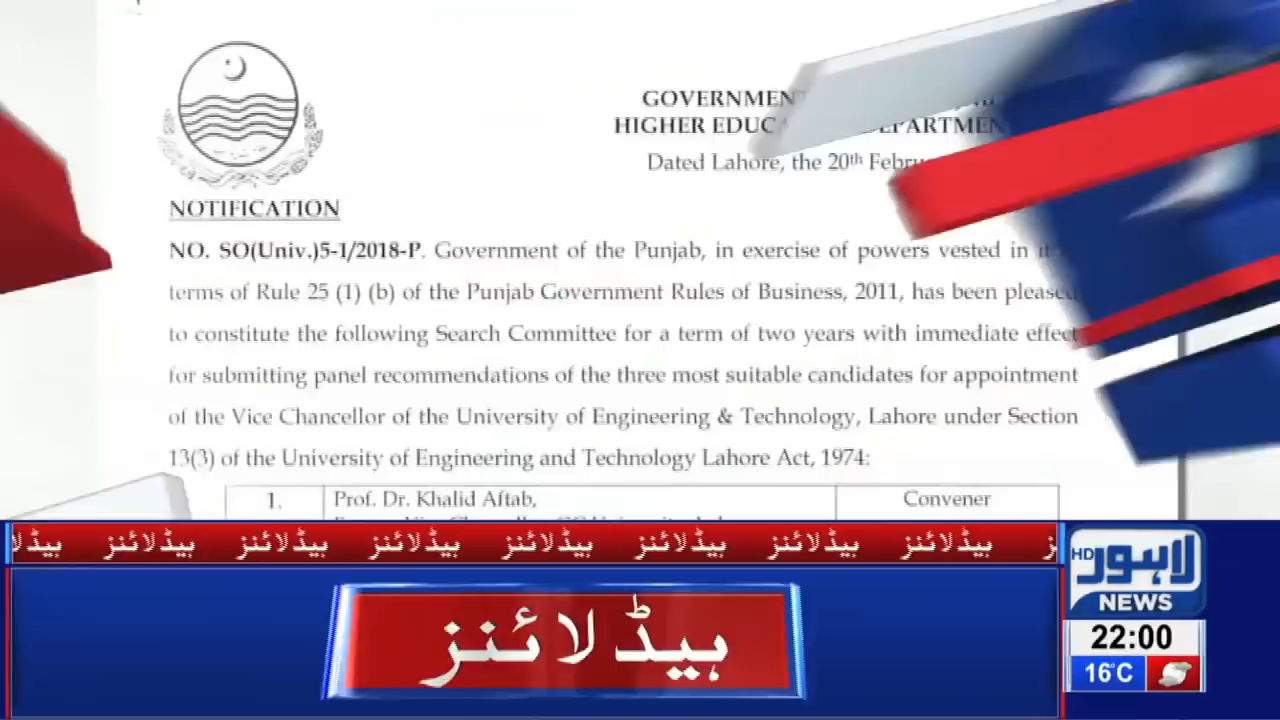 GOVERNMENT
HIGHER EDUCA DEPARTMEN
Dated Lahore, the 20th Febru
NOTIFICATION
NO. SO(Univ.)5-1/2018-P. Government of the Punjab, in exercise of powers vested in it
terms of Rule 25 (1) (b) of the Punjab Government Rules of Business, 2011, has been pleased
to constitute the following Search Committee for a term of two years with immediate effect
for submitting panel recommendations of the three most suitable candidates for appointment
of the Vice Chancellor of the University of Engineering & Technology, Lahore under Section
13(3) of the University of Engineering and Technology Lahore Act, 1974:
1. Prof. Dr. Khalid Aftab, Convener
ہیڈلائنز ہیڈلائنز ہیڈلائنز ہیڈلائنز ہیڈلائنز ہیڈلائنز ہیڈلائنز
ہیڈلائنز
لاہور HD
NEWS
22:00
16°C